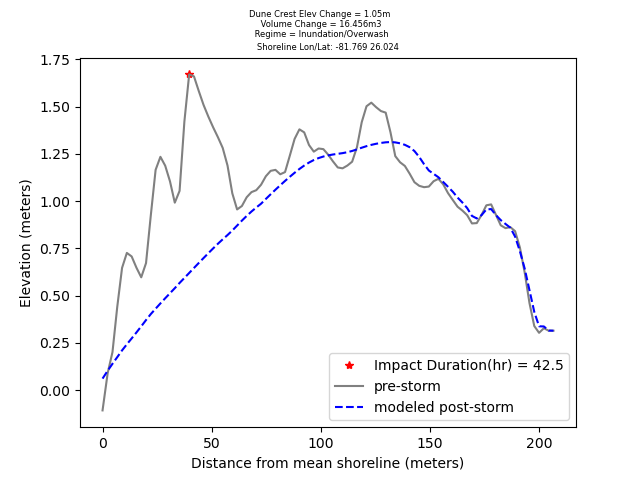 Dune Crest Elev Change = 1.05m
Volume Change = 16.456m3
Regime = Inundation/Overwash
Shoreline Lon/Lat: -81.769 26.024
1.75
1.50
1.25
1.00
0.75
0.50
0.25
0.00
Elevation (meters)
Impact Duration(hr) = 42.5
pre-storm
modeled post-storm
0 50 100 150 200
Distance from mean shoreline (meters)